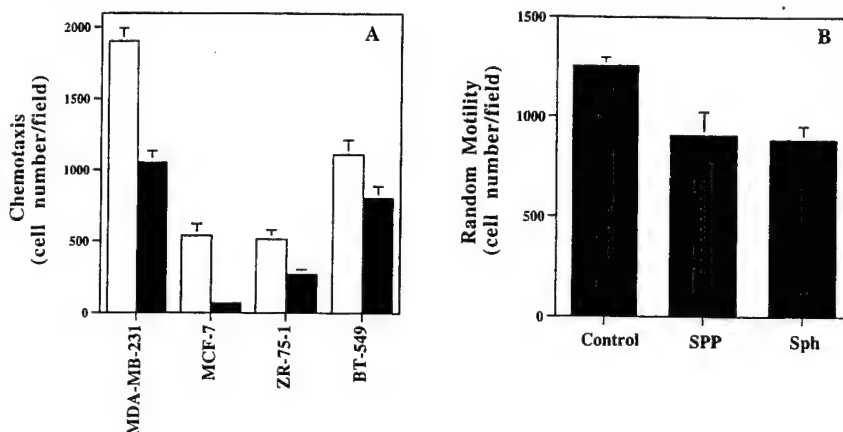 A
Chemotaxis
(cell number/field)
2000
1500
1000
500
0
MDA-MB-231
MCF-7
ZR-75-1
BT-549
B
Random Motility
(cell number/field)
1500
1000
500
0
Control
SPP
Sph